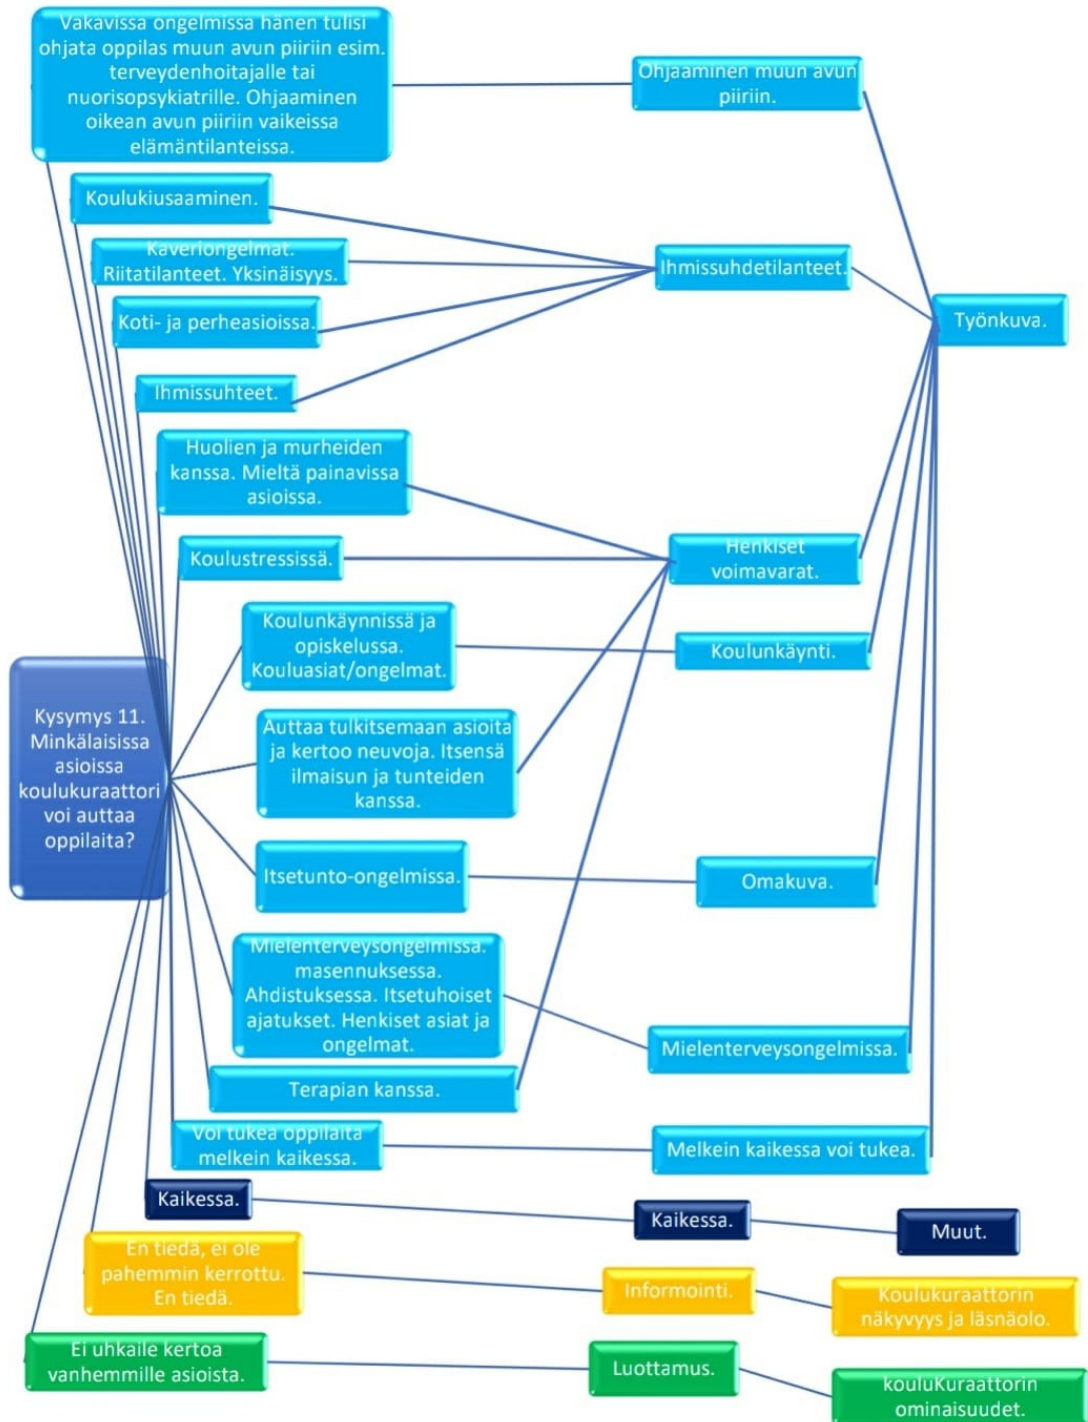 Vakavissa ongelmissa hänen tulisi
ohjata oppilas muun avun piiriin esim.
terveydenhoitajalle tai
nuorisopsykiatrille. Ohjaaminen
oikean avun piiriin vaikeissa
elämäntilanteissa.
Ohjaaminen muun avun
piiriin.
Koulukiusaaminen.
Kaveriongelmat.
Riitatilanteet. Yksinäisyys.
Ihmissuhdetilanteet.
Koti- ja perheasioissa.
Työnkuva.
Ihmissuhteet.
Huolien ja murheiden
kanssa. Mieltä painavissa
asioissa.
Koulustressissä.
Henkiset
voimavarat.
Koulunkäynnissä ja
opiskelussa.
Kouluasiat/ongelmat.
Koulunkäynti.
Kysymys 11.
Minkälaisissa
asioissa
koulukuraattori
voi auttaa
oppilaita?
Auttaa tulkitsemaan asioita
ja kertoo neuvoja. Itsensä
ilmaisun ja tunteiden
kanssa.
Itsetunto-ongelmissa.
Omakuva.
Mielenterveysongelmissa.
masennuksessa.
Ahdistuksessa. Itsetuhoiset
ajatukset. Henkiset asiat ja
ongelmat.
Mielenterveysongelmissa.
Terapian kanssa.
Voi tukea oppilaita
melkein kaikessa.
Melkein kaikessa voi tukea.
Kaikessa.
Kaikessa.
Muut.
En tiedä, ei ole
pahemmin kerrottu.
En tiedä.
Informointi.
Koulukuraattorin
näkyvyys ja läsnäolo.
Ei uhkaile kertoa
vanhemmille asioista.
Luottamus.
kouluKuraattorin
ominaisuudet.